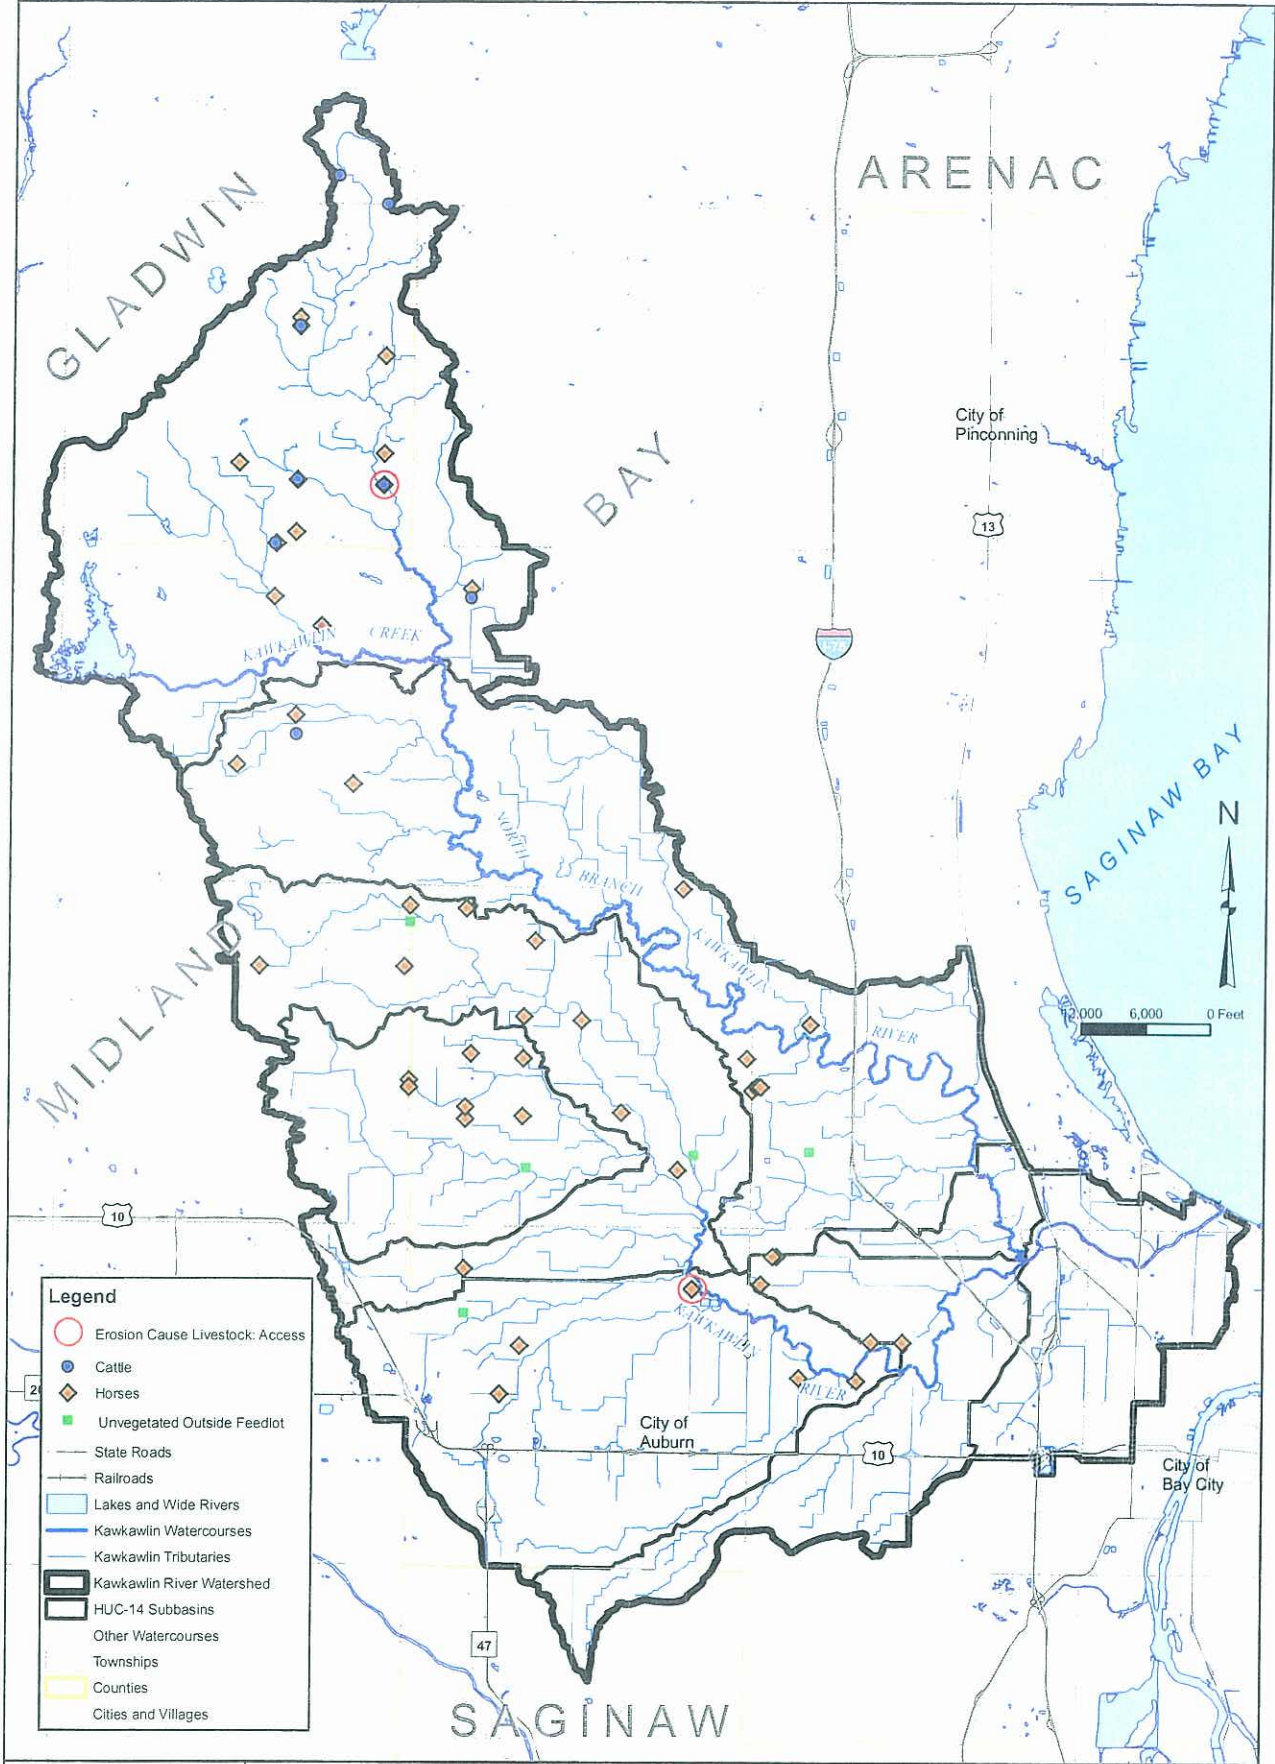 ARENAC
GLADWIN
City of
Pinconning
BAY
13
I-75
KAWKAWLIN CREEK
SAGINAW BAY
N
NORTH
BRANCH
KAWKAWLIN
RIVER
MIDLAND
12,000 6,000 0 Feet
10
Legend
Erosion Cause Livestock: Access
Cattle
Horses
Unvegetated Outside Feedlot
State Roads
Railroads
Lakes and Wide Rivers
Kawkawlin Watercourses
Kawkawlin Tributaries
Kawkawlin River Watershed
HUC-14 Subbasins
Other Watercourses
Townships
Counties
Cities and Villages
KAWKAWLIN
RIVER
City of
Auburn
10
City of
Bay City
47
SAGINAW